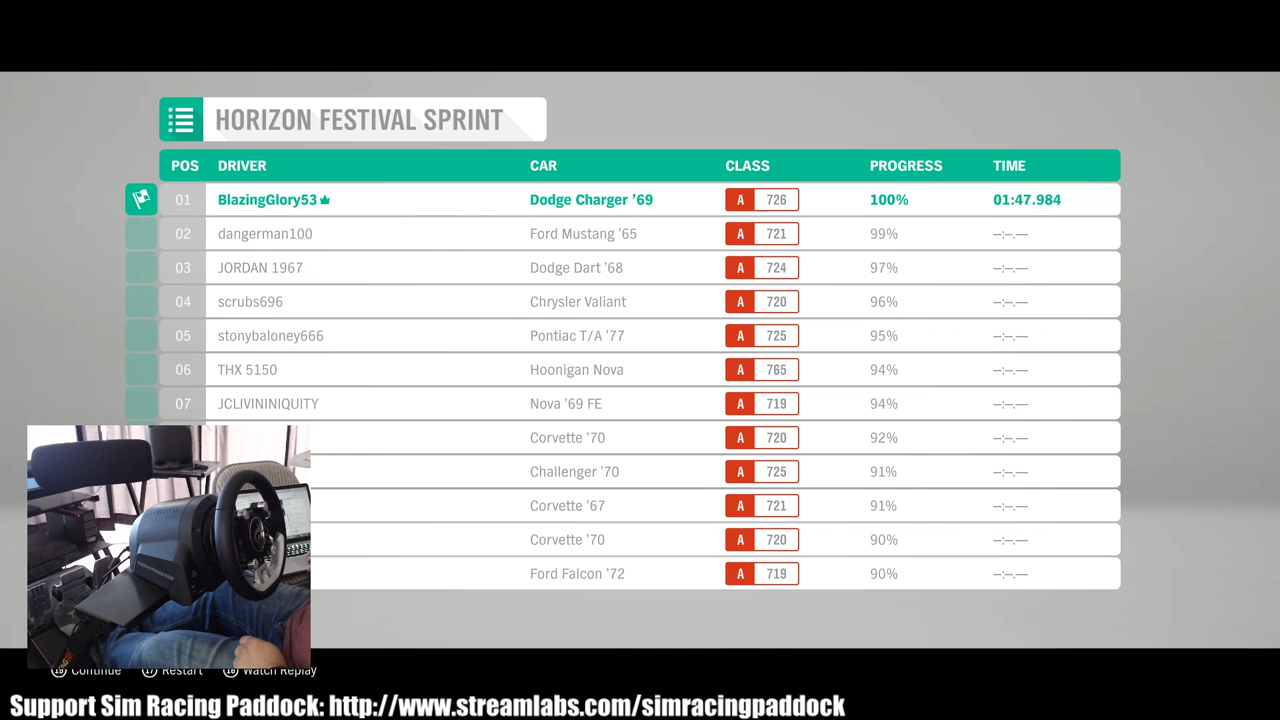 HORIZON FESTIVAL SPRINT
POS DRIVER CAR CLASS PROGRESS TIME
01 BlazingGlory53 Dodge Charger ’69 A 726 100% 01:47.984
02 dangerman100 Ford Mustang ’65 A 721 99% --:--.---
03 JORDAN 1967 Dodge Dart ’68 A 724 97% --:--.---
04 scrubs696 Chrysler Valiant A 720 96% --:--.---
05 stonybaloney666 Pontiac T/A ’77 A 725 95% --:--.---
06 THX 5150 Hoonigan Nova A 765 94% --:--.---
07 JCLIVININIQUITY Nova ’69 FE A 719 94% --:--.---
Corvette ’70 A 720 92% --:--.---
Challenger ’70 A 725 91% --:--.---
Corvette ’67 A 721 91% --:--.---
Corvette ’70 A 720 90% --:--.---
Ford Falcon ’72 A 719 90% --:--.---
THRUSTMASTER
Continue Restart Watch Replay
Support Sim Racing Paddock: http://www.streamlabs.com/simracingpaddock